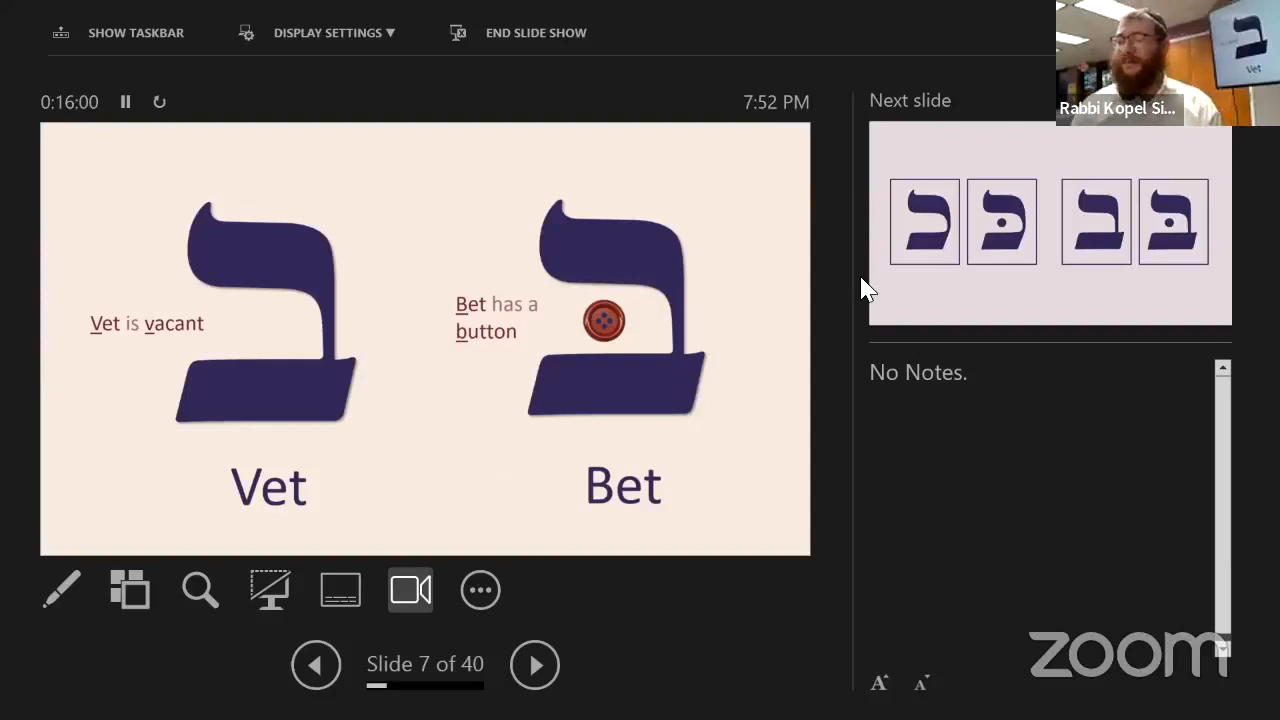 SHOW TASKBAR
DISPLAY SETTINGS ▼
END SLIDE SHOW
0:16:00
7:52 PM
Next slide
Rabbi Kopel Si...
ב
Vet
ב
בּ
Vet is vacant
Bet has a
button
Vet
Bet
כ כּ ב בּ
No Notes.
Slide 7 of 40
A
A
zoom